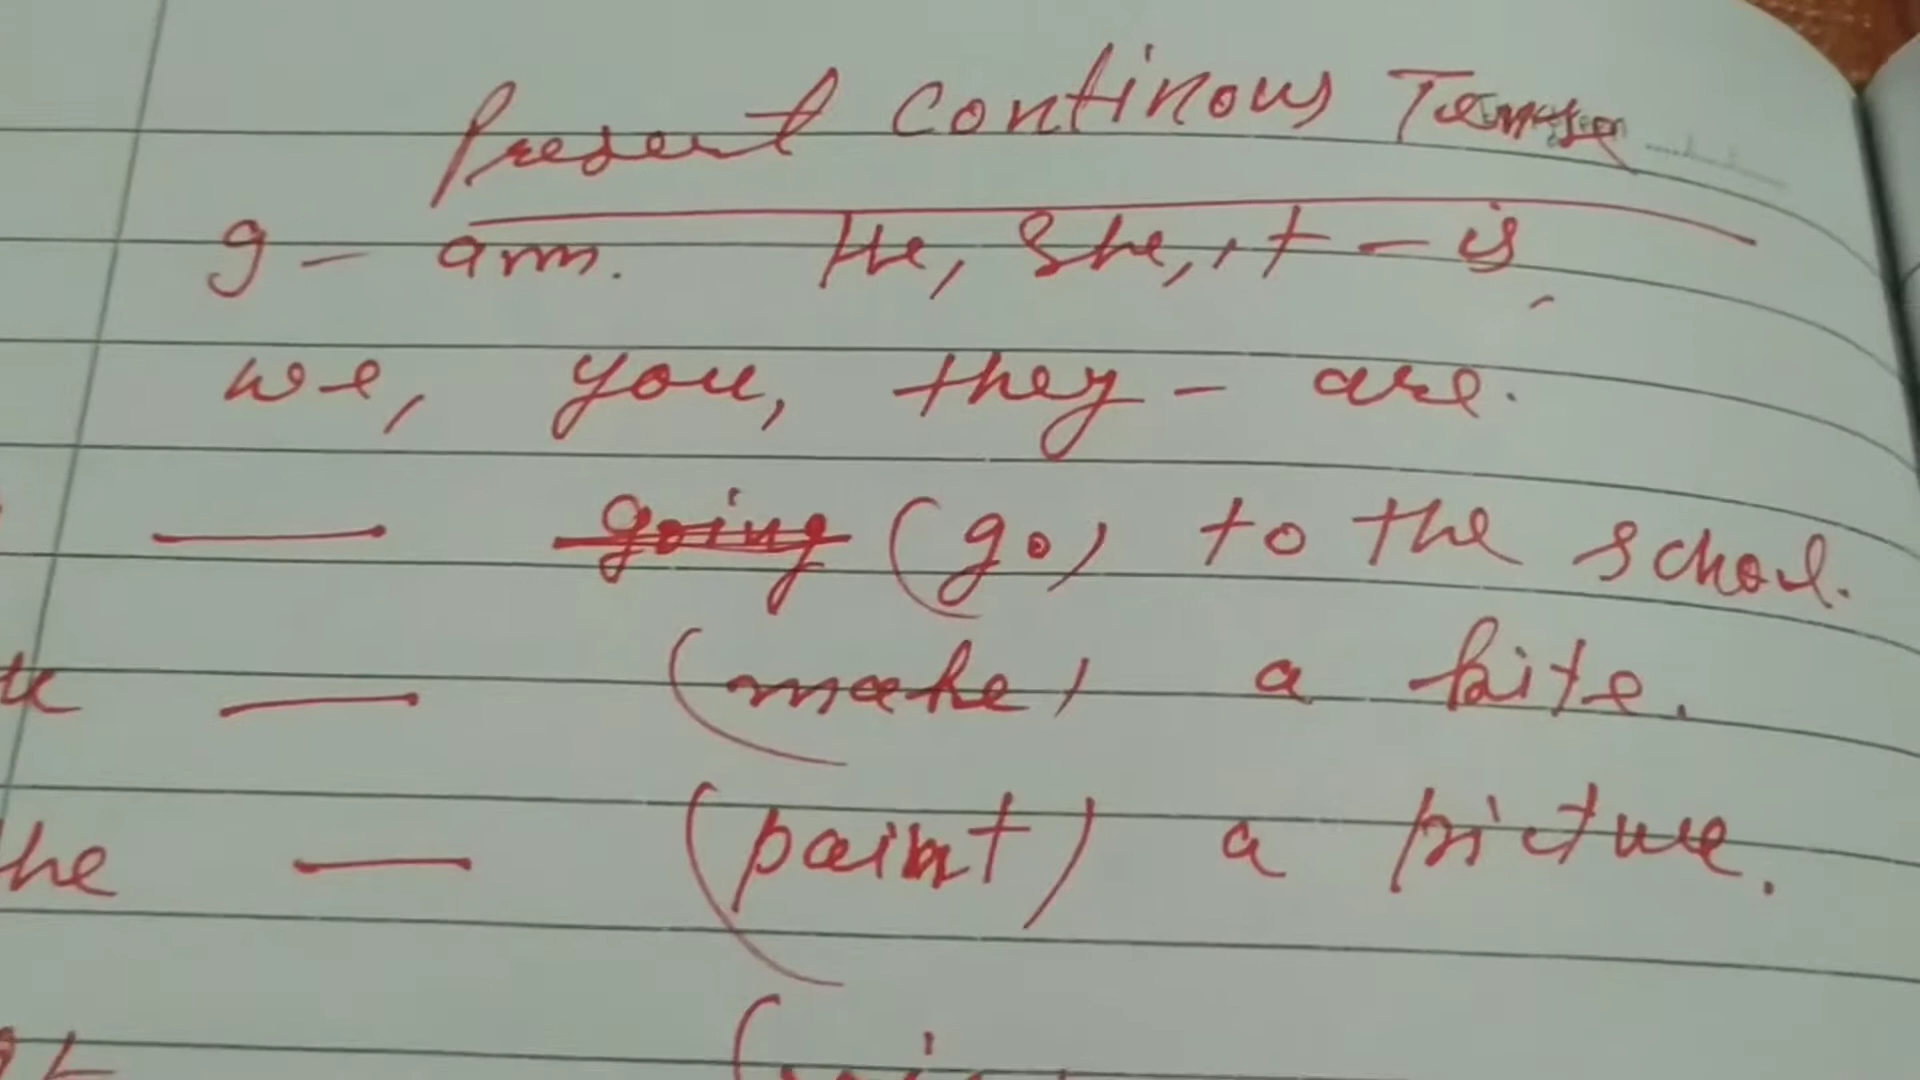 Present Continous Tense
I - am. He, She, it - is,
we, you, they - are.
— going (go) to the school.
— (make) a kite.
he — (paint) a picture.